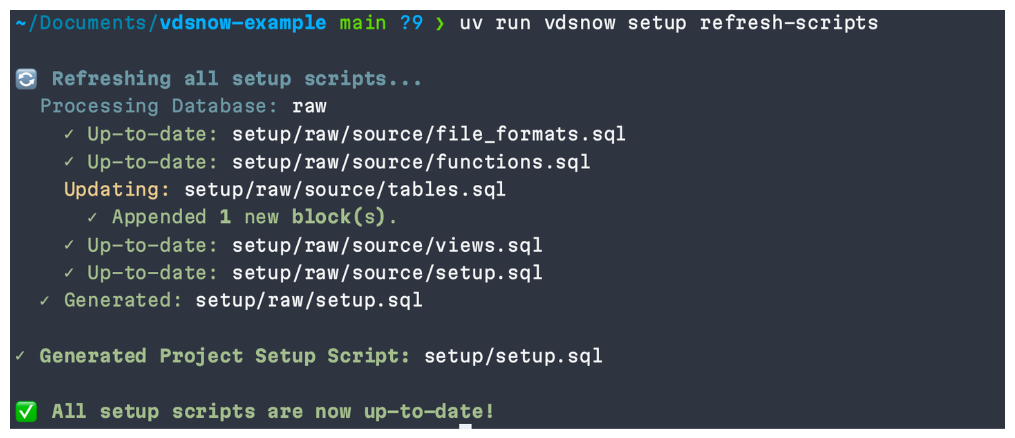 ~/Documents/vdsnow-example main ?9 ❯ uv run vdsnow setup refresh-scripts
🔄 Refreshing all setup scripts...
Processing Database: raw
✓ Up-to-date: setup/raw/source/file_formats.sql
✓ Up-to-date: setup/raw/source/functions.sql
Updating: setup/raw/source/tables.sql
✓ Appended 1 new block(s).
✓ Up-to-date: setup/raw/source/views.sql
✓ Up-to-date: setup/raw/source/setup.sql
✓ Generated: setup/raw/setup.sql
✓ Generated Project Setup Script: setup/setup.sql
✅ All setup scripts are now up-to-date!